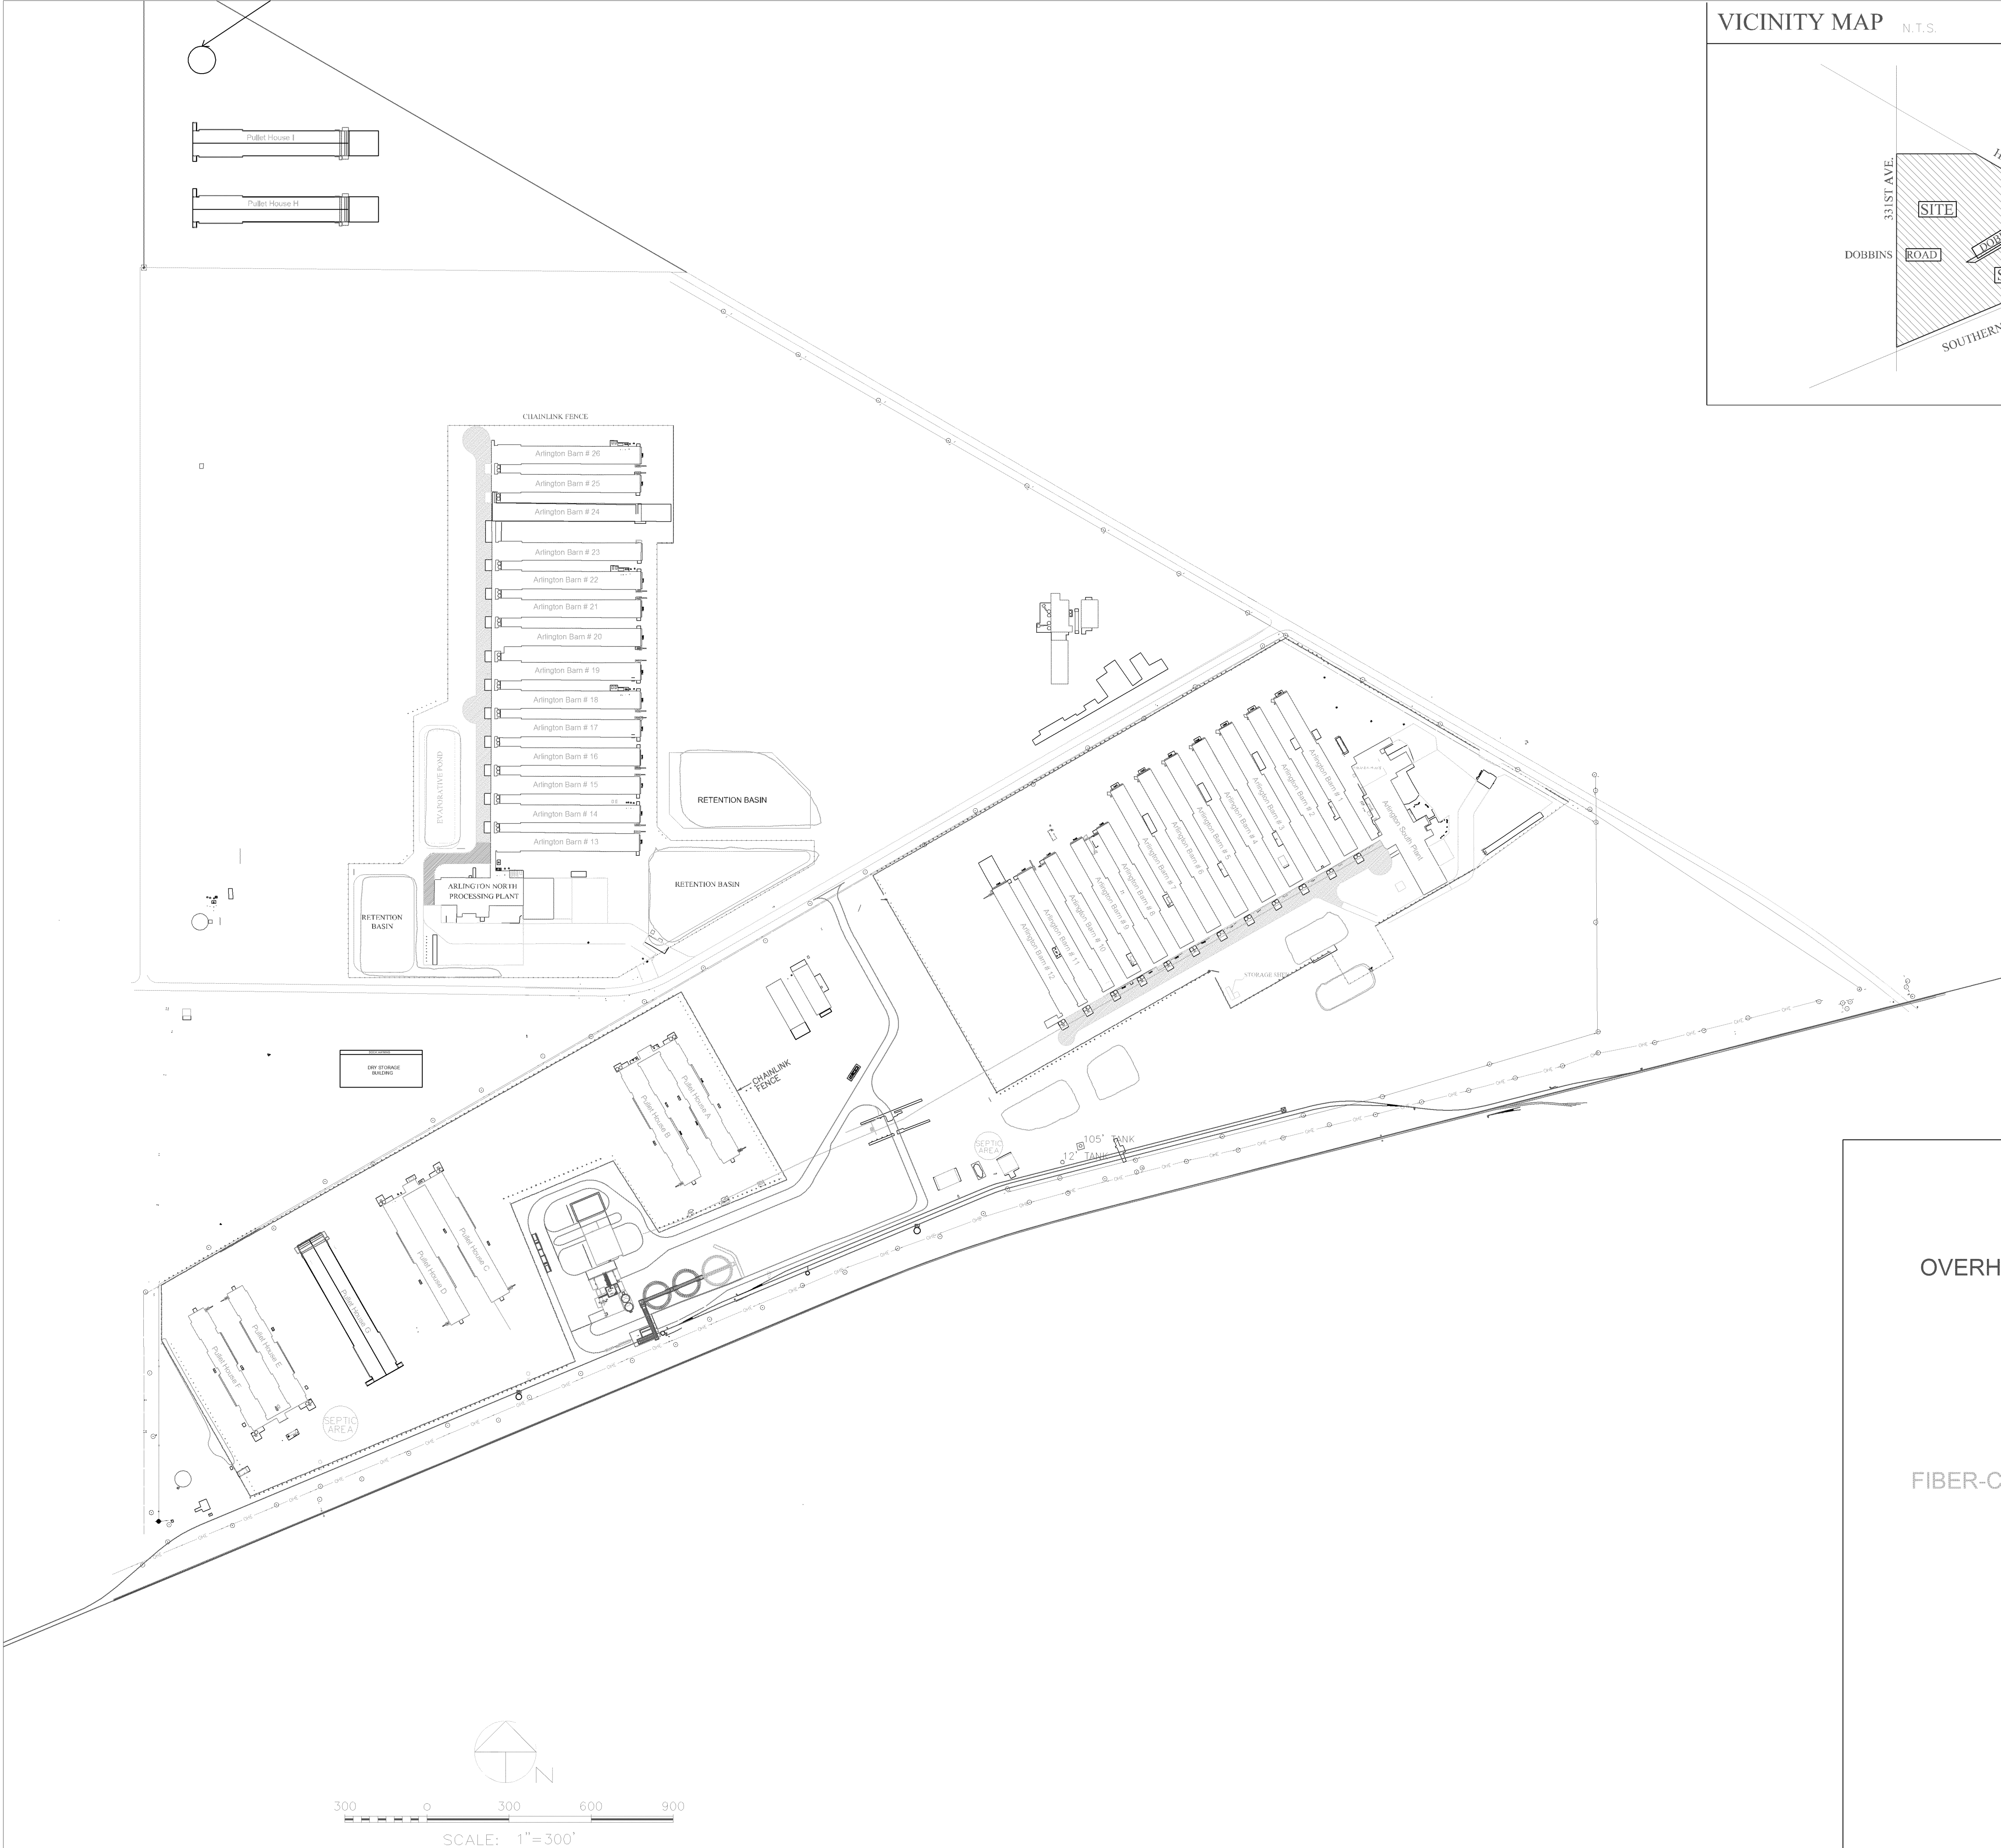 VICINITY MAP N.T.S.
331ST AVE.
SITE
DOBBINS ROAD
Pullet House I
Pullet House H
CHAINLINK FENCE
Arlington Barn # 26
Arlington Barn # 25
Arlington Barn # 24
Arlington Barn # 23
Arlington Barn # 22
Arlington Barn # 21
Arlington Barn # 20
Arlington Barn # 19
Arlington Barn # 18
Arlington Barn # 17
Arlington Barn # 16
Arlington Barn # 15
Arlington Barn # 14
Arlington Barn # 13
EVAPORATIVE POND
RETENTION BASIN
RETENTION BASIN
ARLINGTON NORTH
PROCESSING PLANT
RETENTION
BASIN
Arlington Barn # 1
Arlington Barn # 2
Arlington Barn # 3
Arlington Barn # 4
Arlington Barn # 5
Arlington Barn # 6
Arlington Barn # 7
Arlington Barn # 8
Arlington Barn # 9
Arlington Barn # 10
Arlington Barn # 11
Arlington Barn # 12
Arlington South Plant
DRY STORAGE
BUILDING
CHAINLINK
FENCE
Pullet House A
Pullet House B
Pullet House C
Pullet House D
Pullet House G
Pullet House E
Pullet House F
SEPTIC
AREA
105' TANK
12' TANK
SEPTIC
AREA
OVERH
FIBER-C
N
300 0 300 600 900
SCALE: 1"=300'